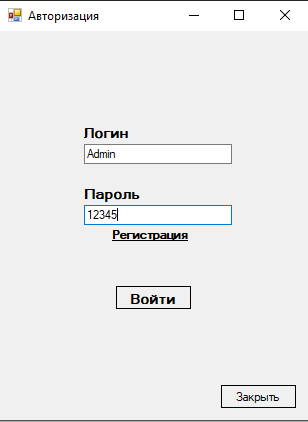 Авторизация
Логин
Admin
Пароль
12345
Регистрация
Войти
Закрыть